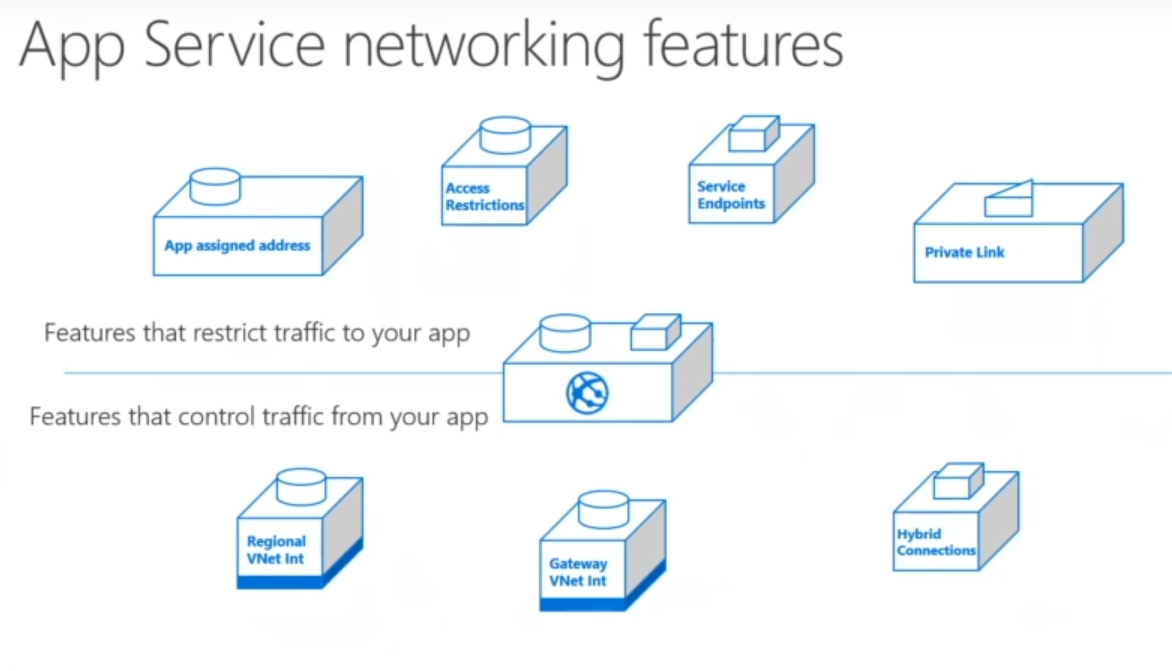 App Service networking features
Access
Restrictions
Service
Endpoints
App assigned address
Private Link
Features that restrict traffic to your app
Features that control traffic from your app
Regional
VNet Int
Gateway
VNet Int
Hybrid
Connections